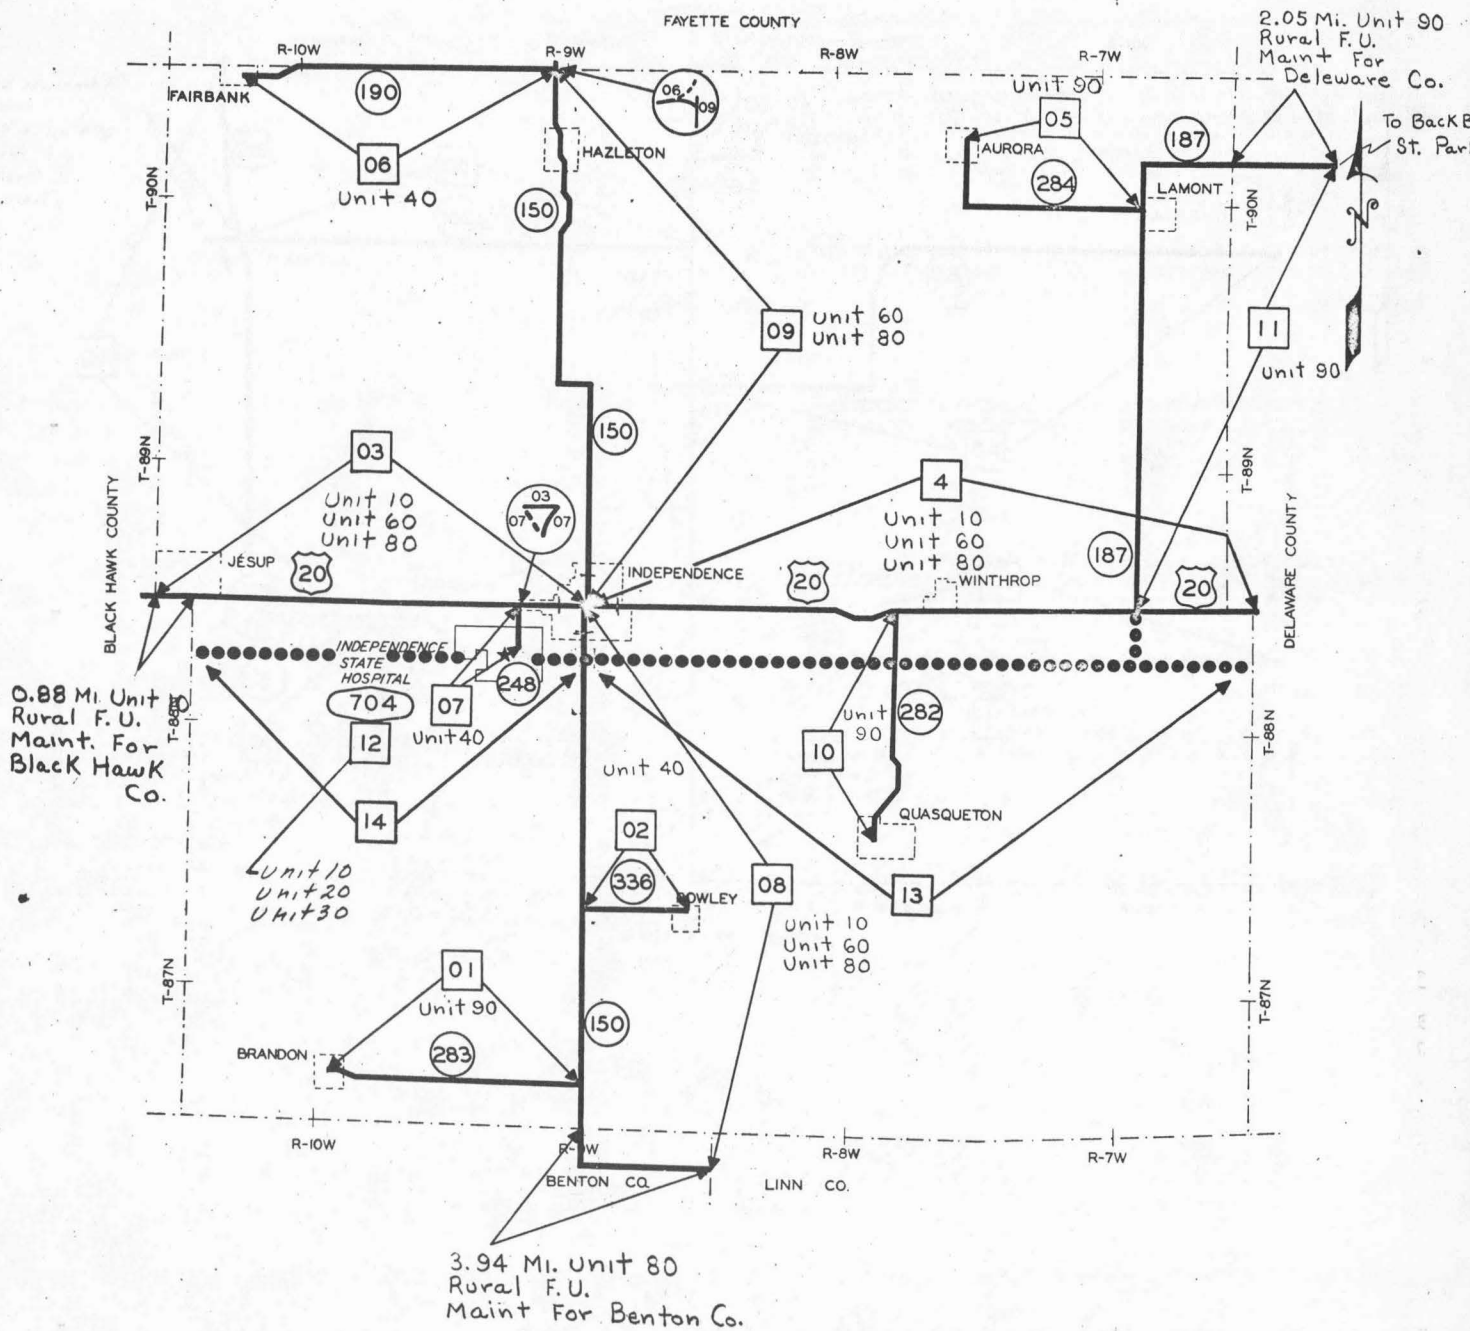 FAYETTE COUNTY
2.05 Mi. Unit 90
Rural F. U.
Maint For
Deleware Co.
R-10W
R-9W
R-8W
R-7W
FAIRBANK
190
06
09
Unit 90
05
To Back B
St. Par
187
HAZLETON
AURORA
06
Unit 40
284
LAMONT
T-90N
150
T-90N
09
Unit 60
Unit 80
11
Unit 90
150
03
T-89N
Unit 10
Unit 60
Unit 80
4
T-89N
Unit 10
Unit 60
Unit 80
BLACK HAWK COUNTY
03
07
07
187
DELAWARE COUNTY
JESUP
20
INDEPENDENCE
20
WINTHROP
20
INDEPENDENCE
STATE
HOSPITAL
704
248
07
Unit 40
0.88 Mi. Unit
Rural F. U.
Maint. For
Black Hawk
Co.
12
Unit
90
282
10
T-88N
Unit 40
14
02
QUASQUETON
Unit 10
Unit 20
Unit 30
336
08
13
OWLEY
Unit 10
Unit 60
Unit 80
01
Unit 90
T-87N
T-87N
150
BRANDON
283
R-10W
R-9W
R-8W
R-7W
BENTON CO.
LINN CO.
3.94 Mi. Unit 80
Rural F. U.
Maint For Benton Co.